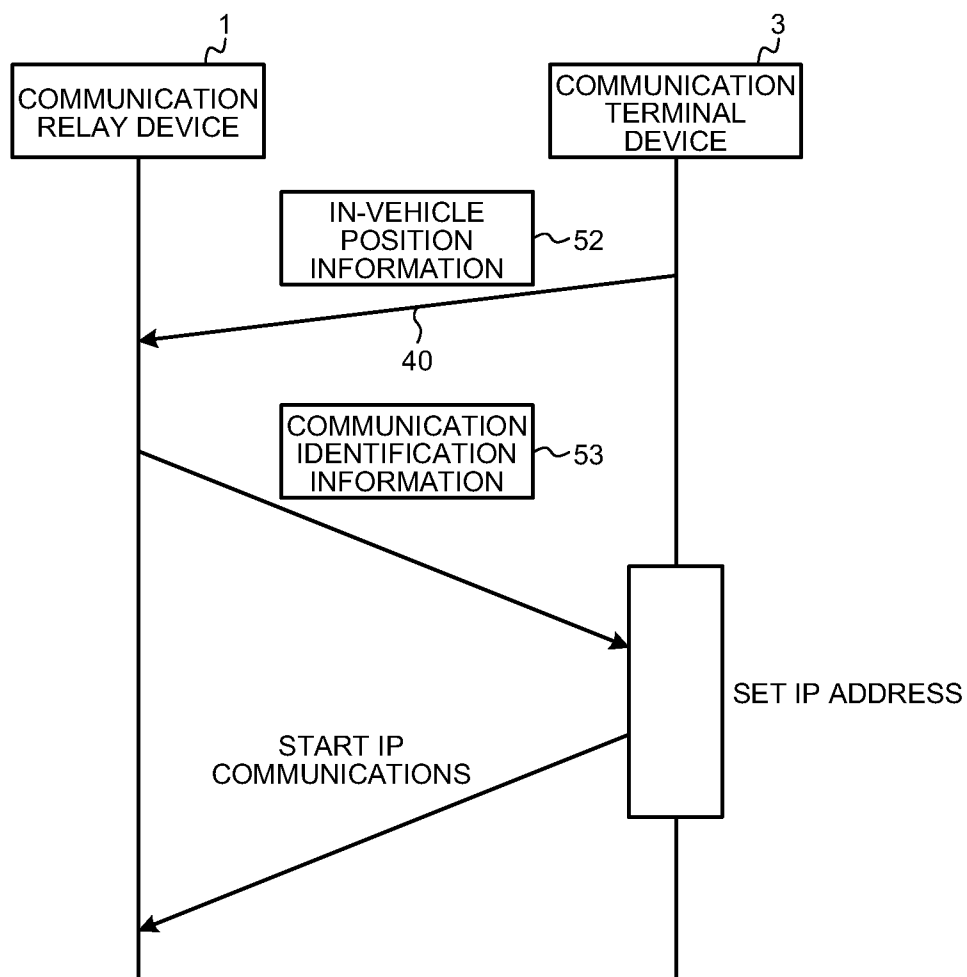 1
3
COMMUNICATION
RELAY DEVICE
COMMUNICATION
TERMINAL
DEVICE
IN-VEHICLE
POSITION
INFORMATION
52
40
COMMUNICATION
IDENTIFICATION
INFORMATION
53
SET IP ADDRESS
START IP
COMMUNICATIONS